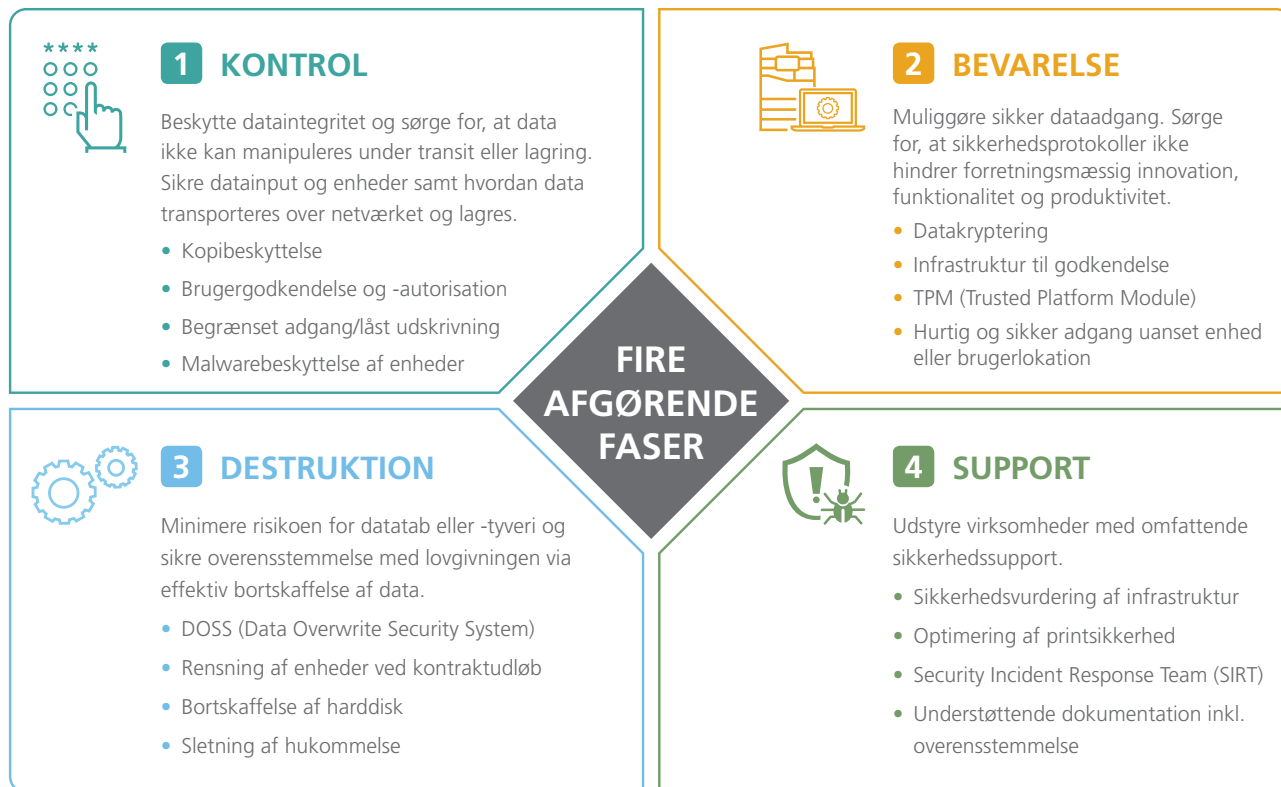 ****
1 KONTROL
Beskytte dataintegritet og sørge for, at data
ikke kan manipuleres under transit eller lagring.
Sikre datainput og enheder samt hvordan data
transporteres over netværket og lagres.
• Kopibeskyttelse
• Brugergodkendelse og -autorisation
• Begrænset adgang/låst udskrivning
• Malwarebeskyttelse af enheder
2 BEVARELSE
Muliggøre sikker dataadgang. Sørge
for, at sikkerhedsprotokoller ikke
hindrer forretningsmæssig innovation,
funktionalitet og produktivitet.
• Datakryptering
• Infrastruktur til godkendelse
• TPM (Trusted Platform Module)
• Hurtig og sikker adgang uanset enhed
eller brugerlokation
FIRE
AFGØRENDE
FASER
3 DESTRUKTION
Minimere risikoen for datatab eller -tyveri og
sikre overensstemmelse med lovgivningen via
effektiv bortskaffelse af data.
• DOSS (Data Overwrite Security System)
• Rensning af enheder ved kontraktudløb
• Bortskaffelse af harddisk
• Sletning af hukommelse
4 SUPPORT
Udstyre virksomheder med omfattende
sikkerhedssupport.
• Sikkerhedsvurdering af infrastruktur
• Optimering af printsikkerhed
• Security Incident Response Team (SIRT)
• Understøttende dokumentation inkl.
overensstemmelse